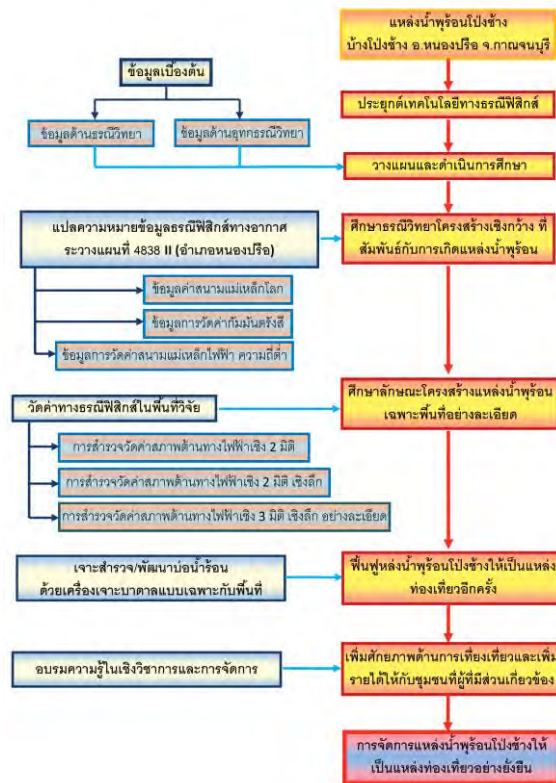 แหล่งน้ำพุร้อนโป่งช้าง
บ้างโป่งช้าง อ.หนองปรือ จ.กาญจนบุรี
ข้อมูลเบื้องต้น
ประยุกต์เทคโนโลยีทางธรณีฟิสิกส์
ข้อมูลด้านธรณีวิทยา
ข้อมูลด้านอุทกธรณีวิทยา
วางแผนและดำเนินการศึกษา
แปลความหมายข้อมูลธรณีฟิสิกส์ทางอากาศ
ระวางแผนที่ 4838 II (อำเภอหนองปรือ)
ศึกษาธรณีวิทยาโครงสร้างเชิงกว้าง ที่
สัมพันธ์กับการเกิดแหล่งน้ำพุร้อน
ข้อมูลค่าสนามแม่เหล็กโลก
ข้อมูลการวัดค่ากัมมันตรังสี
ข้อมูลการวัดค่าสนามแม่เหล็กไฟฟ้า ความถี่ต่ำ
วัดค่าทางธรณีฟิสิกส์ในพื้นที่วิจัย
ศึกษาลักษณะโครงสร้างแหล่งน้ำพุร้อน
เฉพาะพื้นที่อย่างละเอียด
การสำรวจวัดค่าสภาพต้านทางไฟฟ้าเชิง 2 มิติ
การสำรวจวัดค่าสภาพต้านทางไฟฟ้าเชิง 2 มิติ เชิงลึก
การสำรวจวัดค่าสภาพต้านทางไฟฟ้าเชิง 3 มิติ เชิงลึก อย่างละเอียด
เจาะสำรวจ/พัฒนาบ่อน้ำร้อน
ด้วยเครื่องเจาะบาดาลแบบเฉพาะกับพื้นที่
ฟื้นฟูหล่งน้ำพุร้อนโป่งช้างให้เป็นแหล่ง
ท่องเที่ยวอีกครั้ง
อบรมความรู้ในเชิงวิชาการและการจัดการ
เพิ่มศักยภาพด้านการเที่ยงเที่ยวและเพิ่ม
รายได้ให้กับชุมชนที่ผู้ที่มีส่วนเกี่ยวข้อง
การจัดการแหล่งน้ำพุร้อนโป่งช้างให้
เป็นแหล่งท่องเที่ยวอย่างยั่งยืน